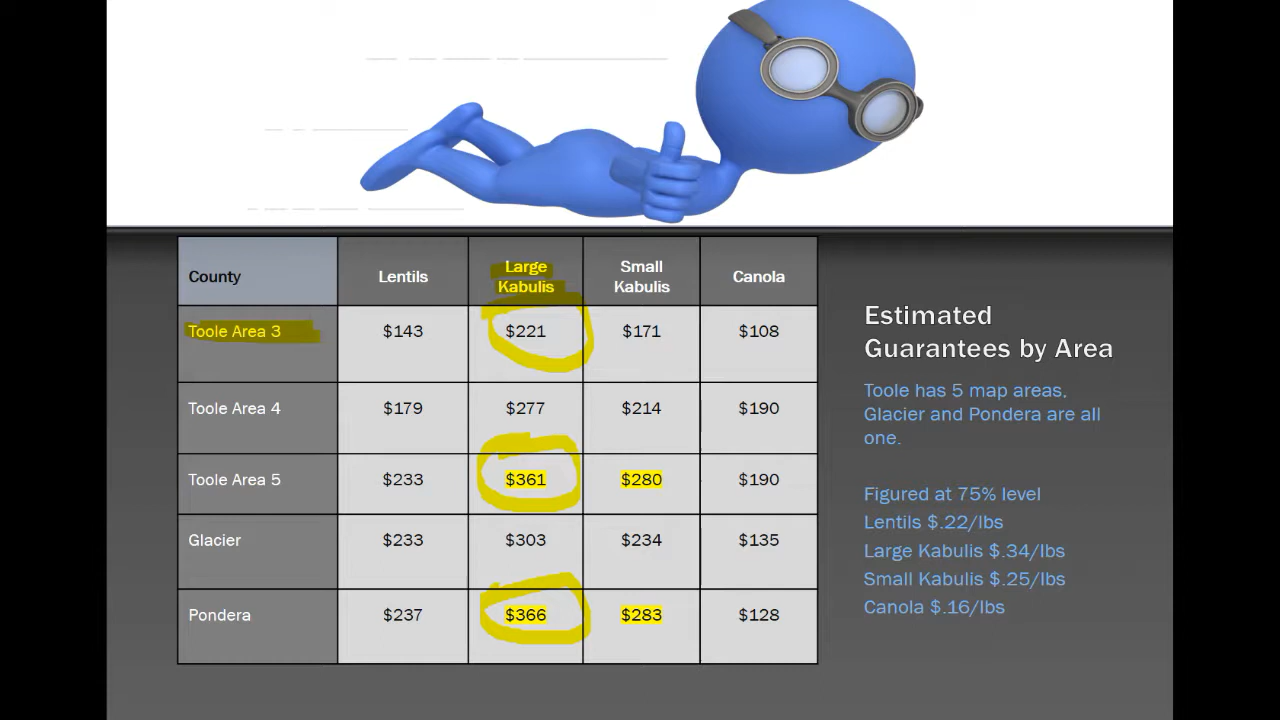 County Lentils Large Kabulis Small Kabulis Canola
Toole Area 3 $143 $221 $171 $108
Toole Area 4 $179 $277 $214 $190
Toole Area 5 $233 $361 $280 $190
Glacier $233 $303 $234 $135
Pondera $237 $366 $283 $128
Estimated
Guarantees by Area
Toole has 5 map areas,
Glacier and Pondera are all
one.
Figured at 75% level
Lentils $.22/lbs
Large Kabulis $.34/lbs
Small Kabulis $.25/lbs
Canola $.16/lbs